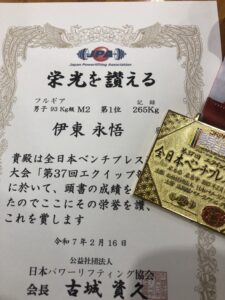 JPA
Japan Powerlifting Association
栄光を讃える
フルギア 記録
男子 93Kg級 M2 第1位 265Kg
伊東 永悟
貴殿は全日本ベンチプレス
大会「第37回エクイップ
に於いて、頭書の成績を
たのでここにその栄誉を讃
これを賞します
令和7年2月16日
公益社団法人
日本パワーリフティング協会
会長 古城資久
全日本ベンチプレ